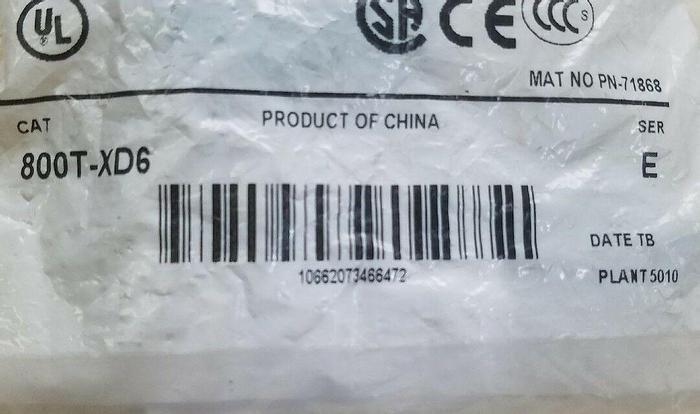 UL
SA CE CCC S
MAT NO PN-71868
CAT PRODUCT OF CHINA SER
800T-XD6 E
10662073466472
DATE TB
PLANT 5010